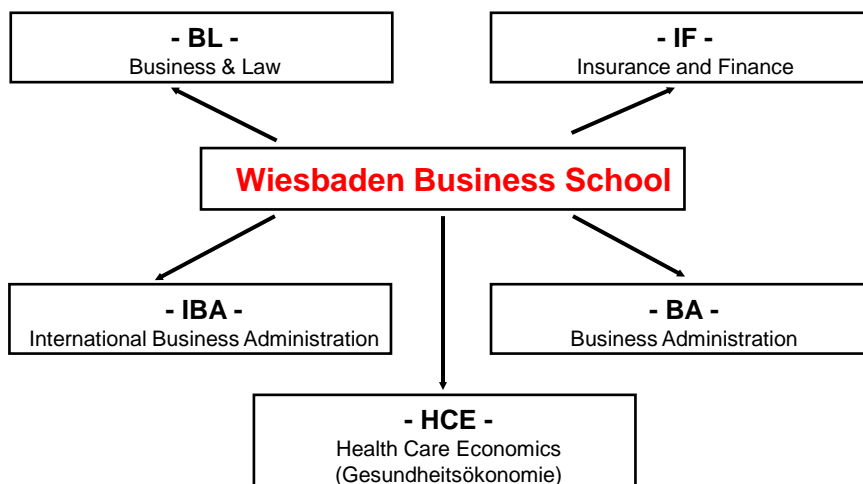 - BL -
Business & Law
- IF -
Insurance and Finance
Wiesbaden Business School
- IBA -
International Business Administration
- BA -
Business Administration
- HCE -
Health Care Economics
(Gesundheitsökonomie)